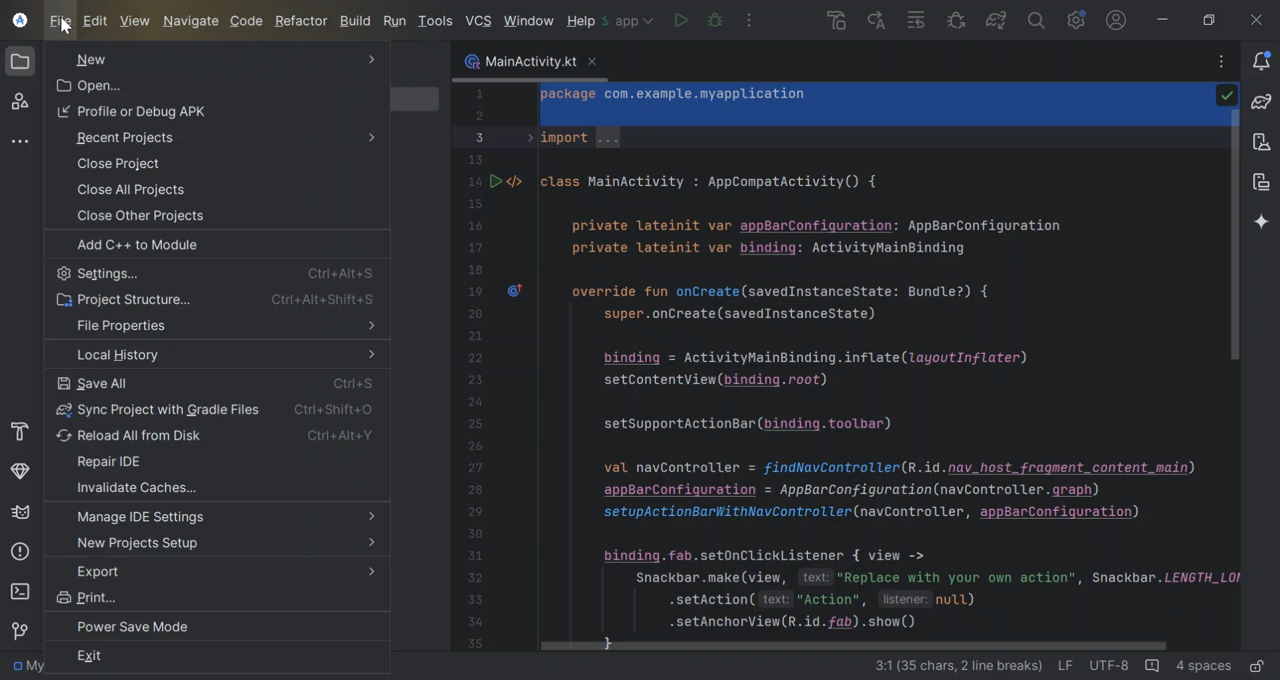 File Edit View Navigate Code Refactor Build Run Tools VCS Window Help app
New
Open...
Profile or Debug APK
Recent Projects
Close Project
Close All Projects
Close Other Projects
Add C++ to Module
Settings... Ctrl+Alt+S
Project Structure... Ctrl+Alt+Shift+S
File Properties
Local History
Save All Ctrl+S
Sync Project with Gradle Files Ctrl+Shift+O
Reload All from Disk Ctrl+Alt+Y
Repair IDE
Invalidate Caches...
Manage IDE Settings
New Projects Setup
Export
Print...
Power Save Mode
Exit
MainActivity.kt
1 package com.example.myapplication
2
3 import ...
13
14 class MainActivity : AppCompatActivity() {
15
16 private lateinit var appBarConfiguration: AppBarConfiguration
17 private lateinit var binding: ActivityMainBinding
18
19 override fun onCreate(savedInstanceState: Bundle?) {
20 super.onCreate(savedInstanceState)
21
22 binding = ActivityMainBinding.inflate(layoutInflater)
23 setContentView(binding.root)
24
25 setSupportActionBar(binding.toolbar)
26
27 val navController = findNavController(R.id.nav_host_fragment_content_main)
28 appBarConfiguration = AppBarConfiguration(navController.graph)
29 setupActionBarWithNavController(navController, appBarConfiguration)
30
31 binding.fab.setOnClickListener { view ->
32 Snackbar.make(view, text: "Replace with your own action", Snackbar.LENGTH_LON
33 .setAction( text: "Action", listener: null)
34 .setAnchorView(R.id.fab).show()
35 }
My 3:1 (35 chars, 2 line breaks) LF UTF-8 4 spaces